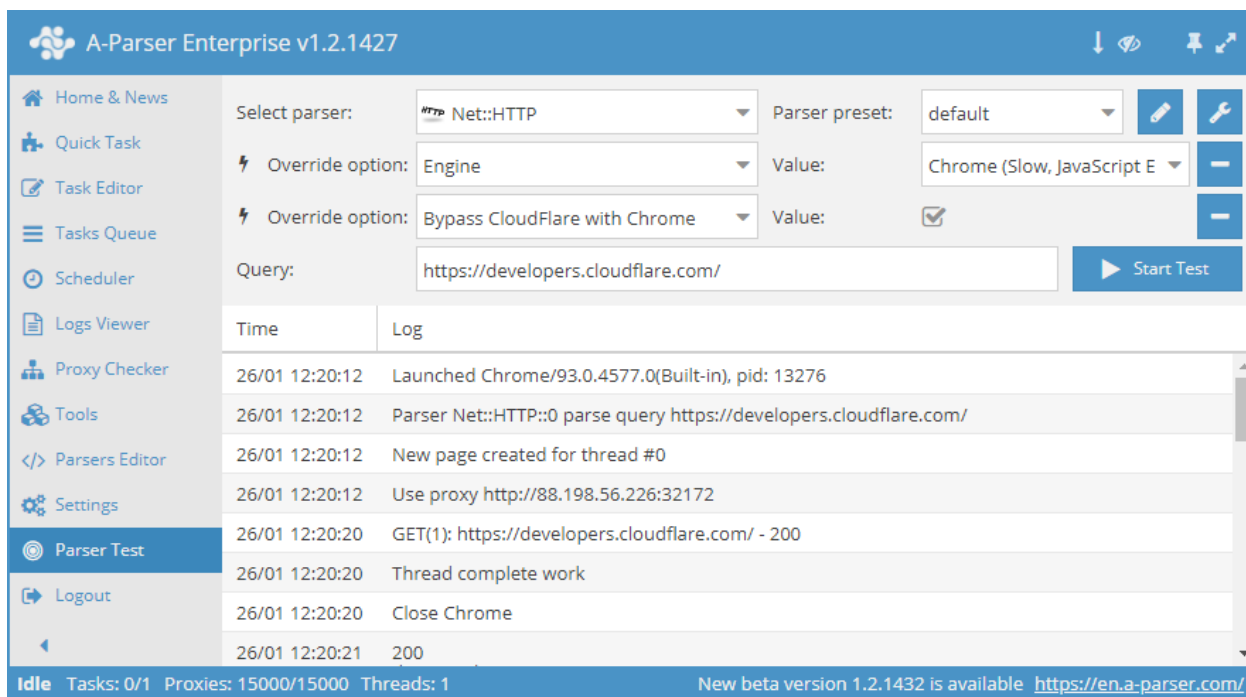 A-Parser Enterprise v1.2.1427
Home & News
Quick Task
Task Editor
Tasks Queue
Scheduler
Logs Viewer
Proxy Checker
Tools
Parsers Editor
Settings
Parser Test
Logout
Select parser: HTTP Net::HTTP Parser preset: default
Override option: Engine Value: Chrome (Slow, JavaScript E
Override option: Bypass CloudFlare with Chrome Value:
Query: https://developers.cloudflare.com/ Start Test
Time Log
26/01 12:20:12 Launched Chrome/93.0.4577.0(Built-in), pid: 13276
26/01 12:20:12 Parser Net::HTTP::0 parse query https://developers.cloudflare.com/
26/01 12:20:12 New page created for thread #0
26/01 12:20:12 Use proxy http://88.198.56.226:32172
26/01 12:20:20 GET(1): https://developers.cloudflare.com/ - 200
26/01 12:20:20 Thread complete work
26/01 12:20:20 Close Chrome
26/01 12:20:21 200
Idle Tasks: 0/1 Proxies: 15000/15000 Threads: 1 New beta version 1.2.1432 is available https://en.a-parser.com/